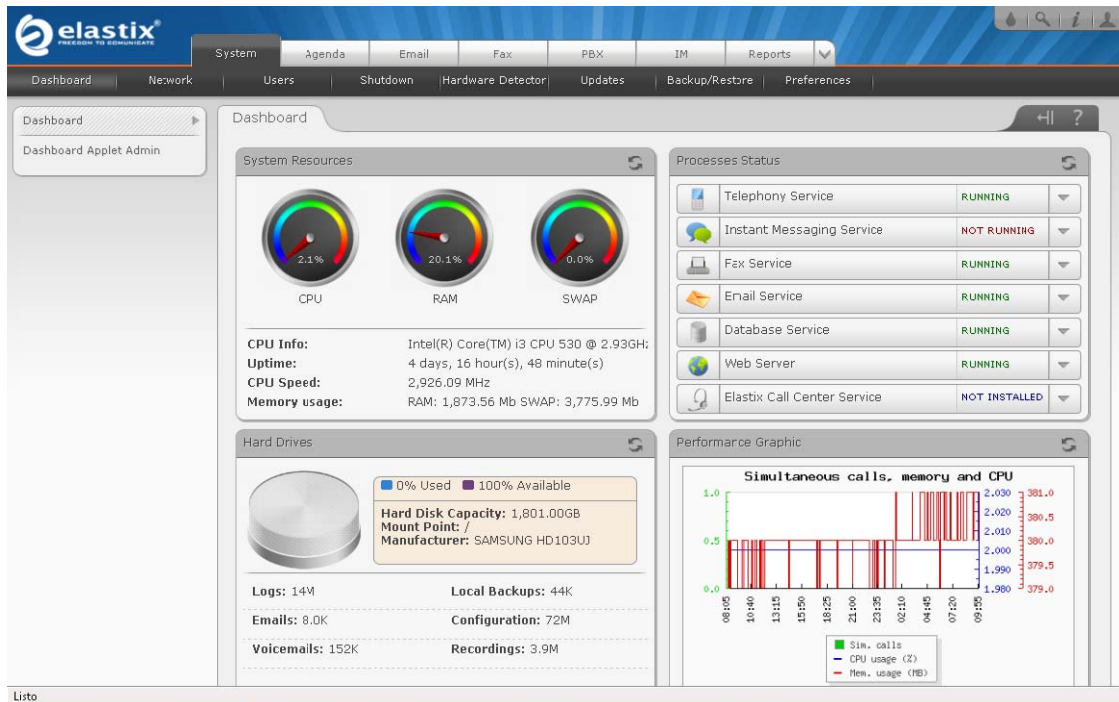 elastix®
FREEDOM TO COMUNICATE
System Agenda Email Fax PBX IM Reports
Dashboard Network Users Shutdown Hardware Detector Updates Backup/Restore Preferences
Dashboard
Dashboard Applet Admin
Dashboard
?
System Resources
2.1% 20.1% 0.0%
CPU RAM SWAP
CPU Info: Intel(R) Core(TM) i3 CPU 530 @ 2.93GHz
Uptime: 4 days, 16 hour(s), 48 minute(s)
CPU Speed: 2,926.09 MHz
Memory usage: RAM: 1,873.56 Mb SWAP: 3,775.99 Mb
Processes Status
Telephony Service RUNNING
Instant Messaging Service NOT RUNNING
Fax Service RUNNING
Email Service RUNNING
Database Service RUNNING
Web Server RUNNING
Elastix Call Center Service NOT INSTALLED
Hard Drives
0% Used 100% Available
Hard Disk Capacity: 1,801.00GB
Mount Point: /
Manufacturer: SAMSUNG HD103UJ
Logs: 14M Local Backups: 44K
Emails: 8.0K Configuration: 72M
Voicemails: 152K Recordings: 3.9M
Performance Graphic
Simultaneous calls, memory and CPU
1.0 2.030 381.0
2.020 380.5
2.010
0.5 380.0
2.000
1.990 379.5
0.0 1.980 379.0
08:05 10:40 13:15 15:50 18:25 21:00 23:35 02:10 04:45 07:20 09:55
Sim. calls
CPU usage (%)
Mem. usage (MB)
Listo